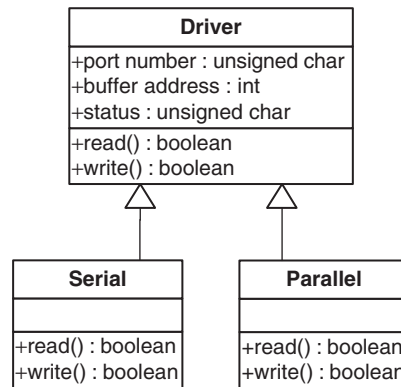 Driver
+port number : unsigned char
+buffer address : int
+status : unsigned char
+read() : boolean
+write() : boolean
Serial
+read() : boolean
+write() : boolean
Parallel
+read() : boolean
+write() : boolean